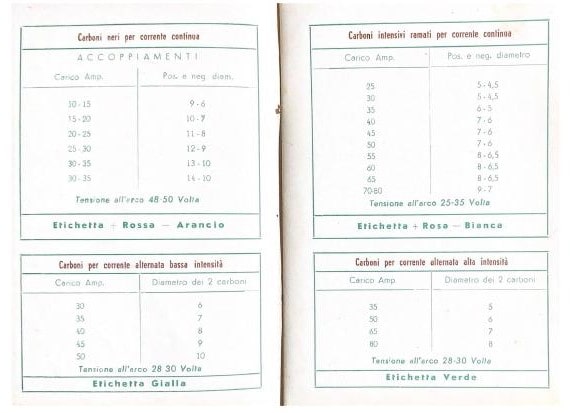 Carboni neri per corrente continua
ACCOPPIAMENTI
Carico Amp. Pos. e neg. diam.
10-15 9-6
15-20 10-7
20-25 11-8
25-30 12-9
30-35 13-10
30-35 14-10
Tensione all'arco 48-50 Volta
Etichetta + Rossa — Arancio
Carboni per corrente alternata bassa intensità
Carico Amp. Diametro dei 2 carboni
30 6
35 7
40 8
45 9
50 10
Tensione all'arco 28-30 Volta
Etichetta Gialla
Carboni intensivi ramati per corrente continua
Carico Amp. Pos. e neg. diametro
25 5-4,5
30 5-4,5
35 6-5
40 7-6
45 7-6
50 7-6
55 8-6,5
60 8-6,5
65 8-6,5
70-80 9-7
Tensione all'arco 25-35 Volta
Etichetta + Rosa — Bianca
Carboni per corrente alternata alta intensità
Carico Amp. Diametro dei 2 carboni
35 5
50 6
65 7
80 8
Tensione all'arco 28-30 Volta
Etichetta Verde